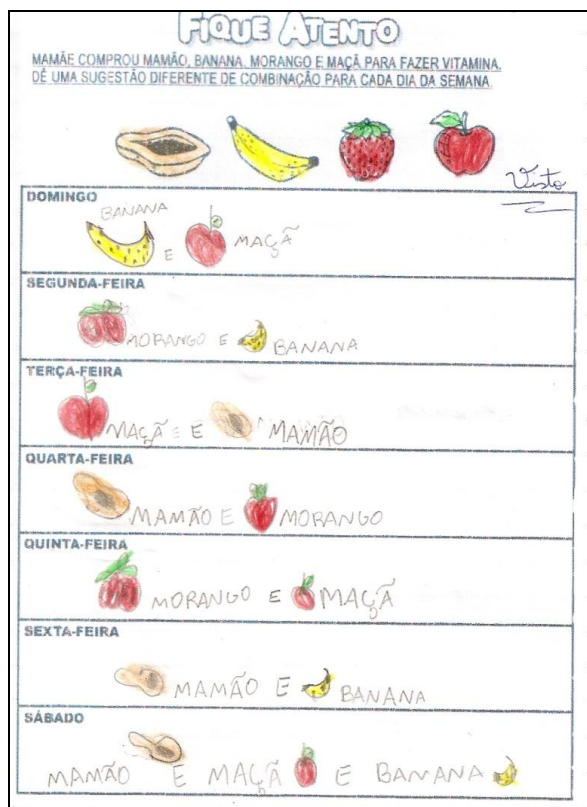 FIQUE ATENTO
MAMÃE COMPROU MAMÃO, BANANA, MORANGO E MAÇÃ PARA FAZER VITAMINA.
DÊ UMA SUGESTÃO DIFERENTE DE COMBINAÇÃO PARA CADA DIA DA SEMANA.
Visto
DOMINGO
BANANA
E MAÇÃ
SEGUNDA-FEIRA
MORANGO E BANANA
TERÇA-FEIRA
MAÇÃ E MAMÃO
QUARTA-FEIRA
MAMÃO E MORANGO
QUINTA-FEIRA
MORANGO E MAÇÃ
SEXTA-FEIRA
MAMÃO E BANANA
SÁBADO
MAMÃO E MAÇÃ E BANANA